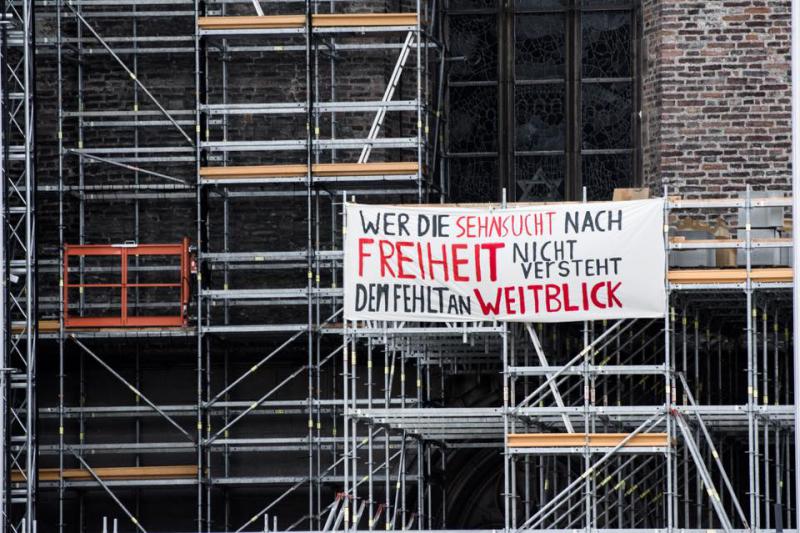 WER DIE SEHNSUCHT NACH
FREIHEIT NICHT VERSTEHT
DEM FEHLT AN WEITBLICK